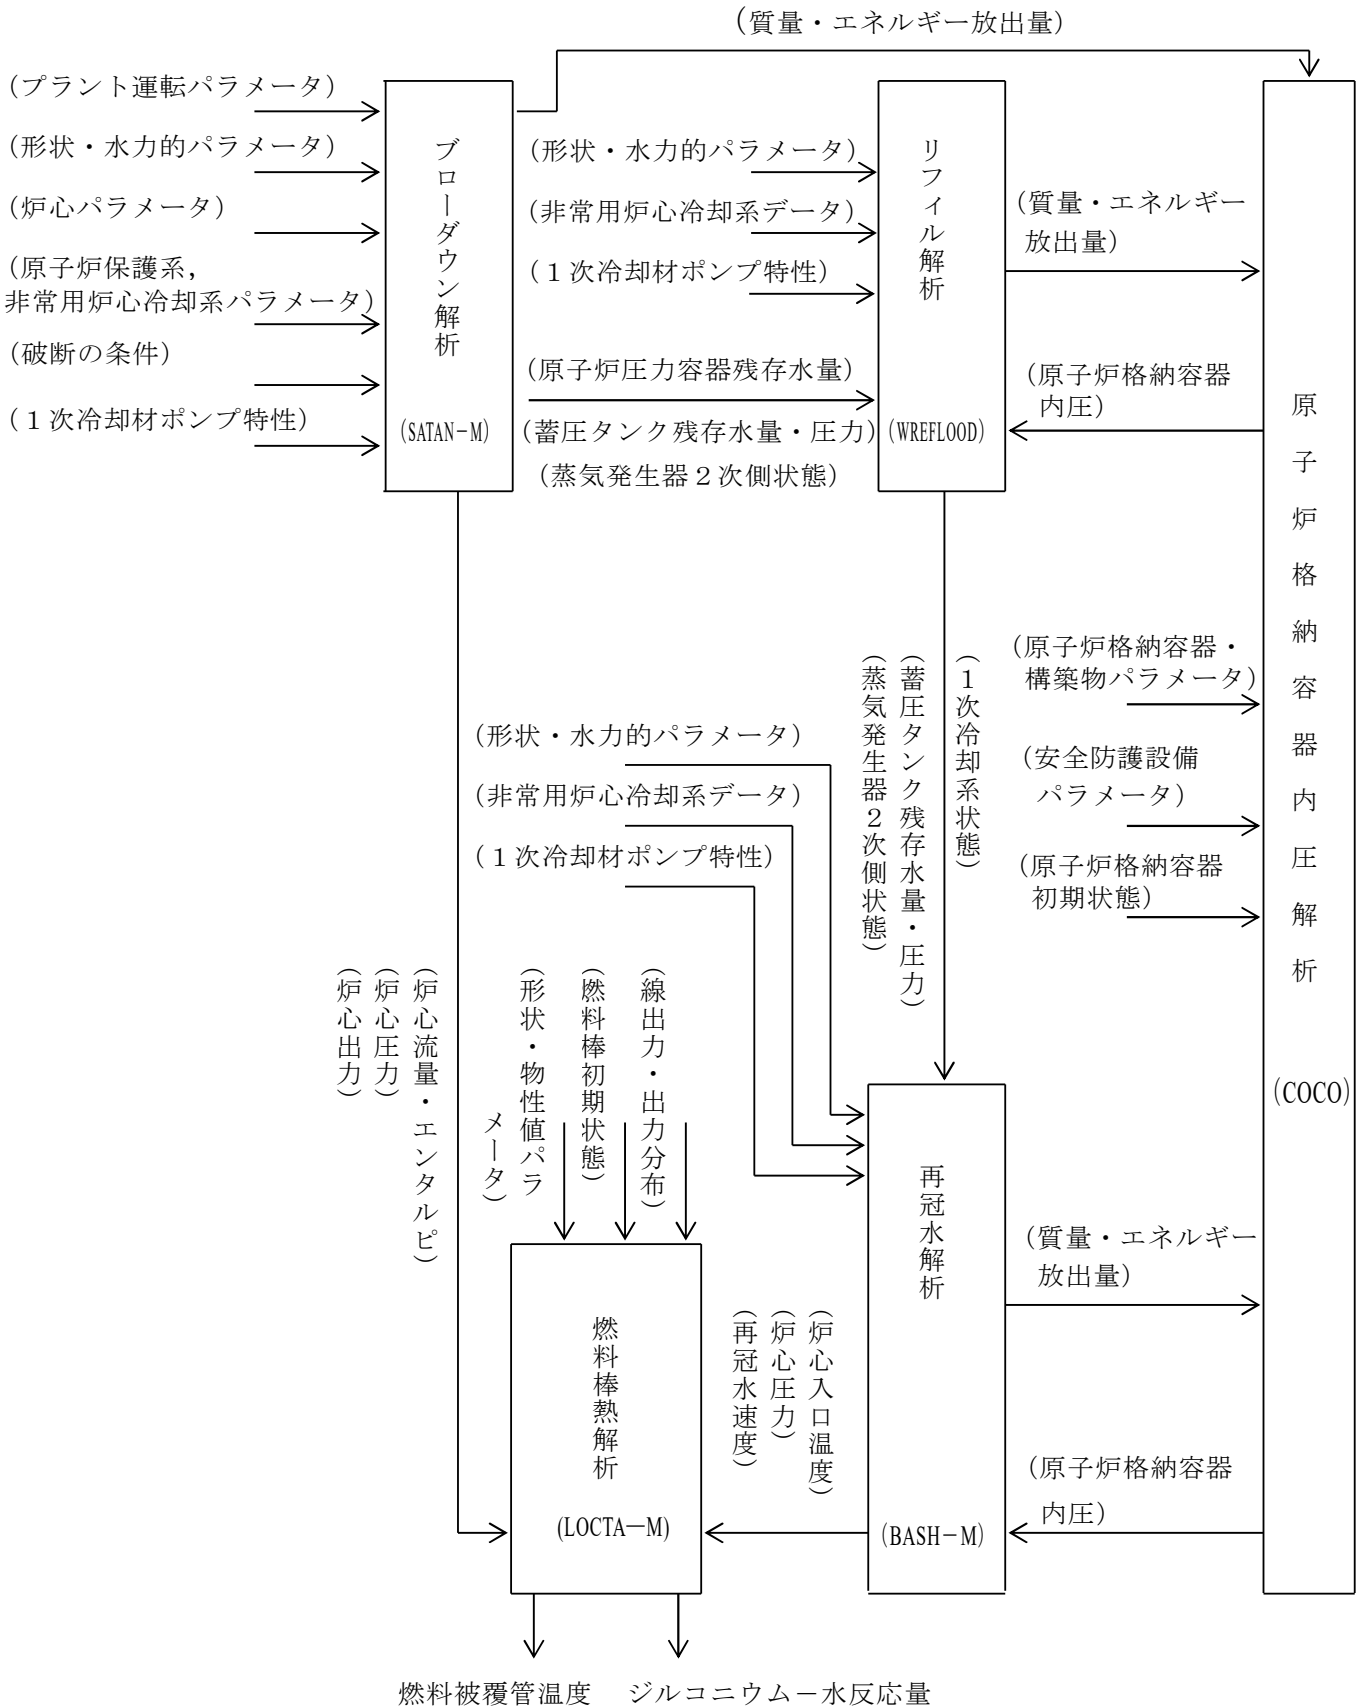 (質量・エネルギー放出量)
(プラント運転パラメータ)
(形状・水力的パラメータ)
(炉心パラメータ)
(原子炉保護系,
非常用炉心冷却系パラメータ)
(破断の条件)
(1次冷却材ポンプ特性)
ブローダウン解析
(SATAN-M)
(形状・水力的パラメータ)
(非常用炉心冷却系データ)
(1次冷却材ポンプ特性)
(原子炉圧力容器残存水量)
(蓄圧タンク残存水量・圧力)
(蒸気発生器2次側状態)
リフィル解析
(WREFLOOD)
(質量・エネルギー
放出量)
(原子炉格納容器
内圧)
原子炉格納容器内圧解析
(COCO)
(原子炉格納容器・
構築物パラメータ)
(安全防護設備
パラメータ)
(原子炉格納容器
初期状態)
(1次冷却系状態)
(蓄圧タンク残存水量・圧力)
(蒸気発生器2次側状態)
(形状・水力的パラメータ)
(非常用炉心冷却系データ)
(1次冷却材ポンプ特性)
(炉心流量・エンタルピ)
(炉心圧力)
(炉心出力)
(線出力・出力分布)
(燃料棒初期状態)
(形状・物性値パラ
メータ)
再冠水解析
(BASH-M)
(質量・エネルギー
放出量)
(原子炉格納容器
内圧)
(炉心入口温度)
(炉心圧力)
(再冠水速度)
燃料棒熱解析
(LOCTA―M)
燃料被覆管温度
ジルコニウム-水反応量